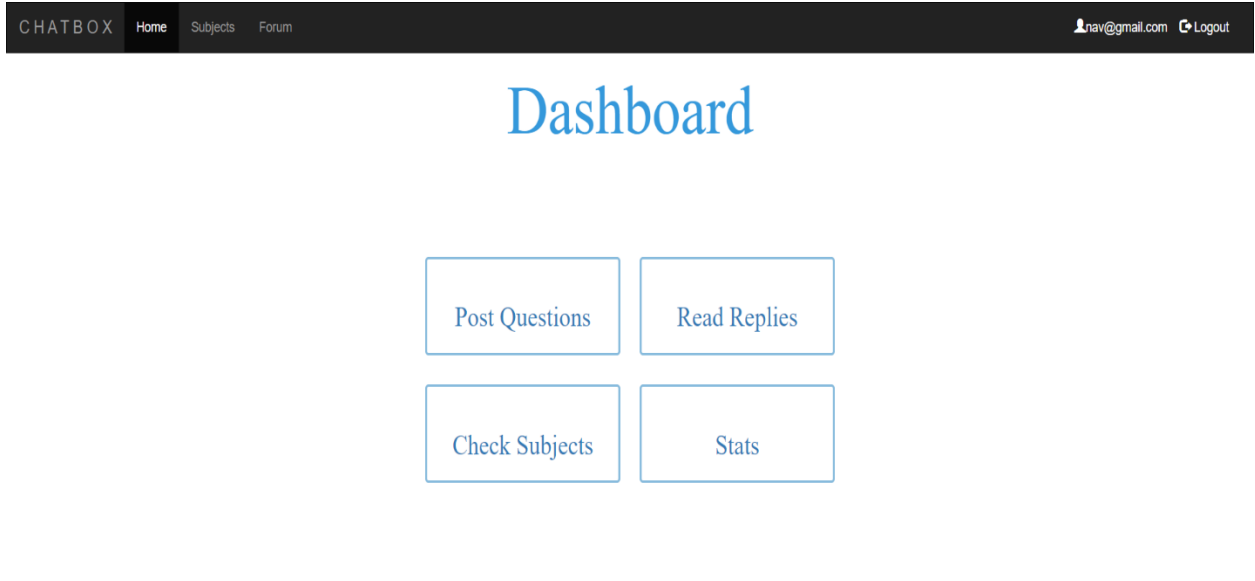 CHATBOX Home Subjects Forum nav@gmail.com Logout
Dashboard
Post Questions Read Replies
Check Subjects Stats